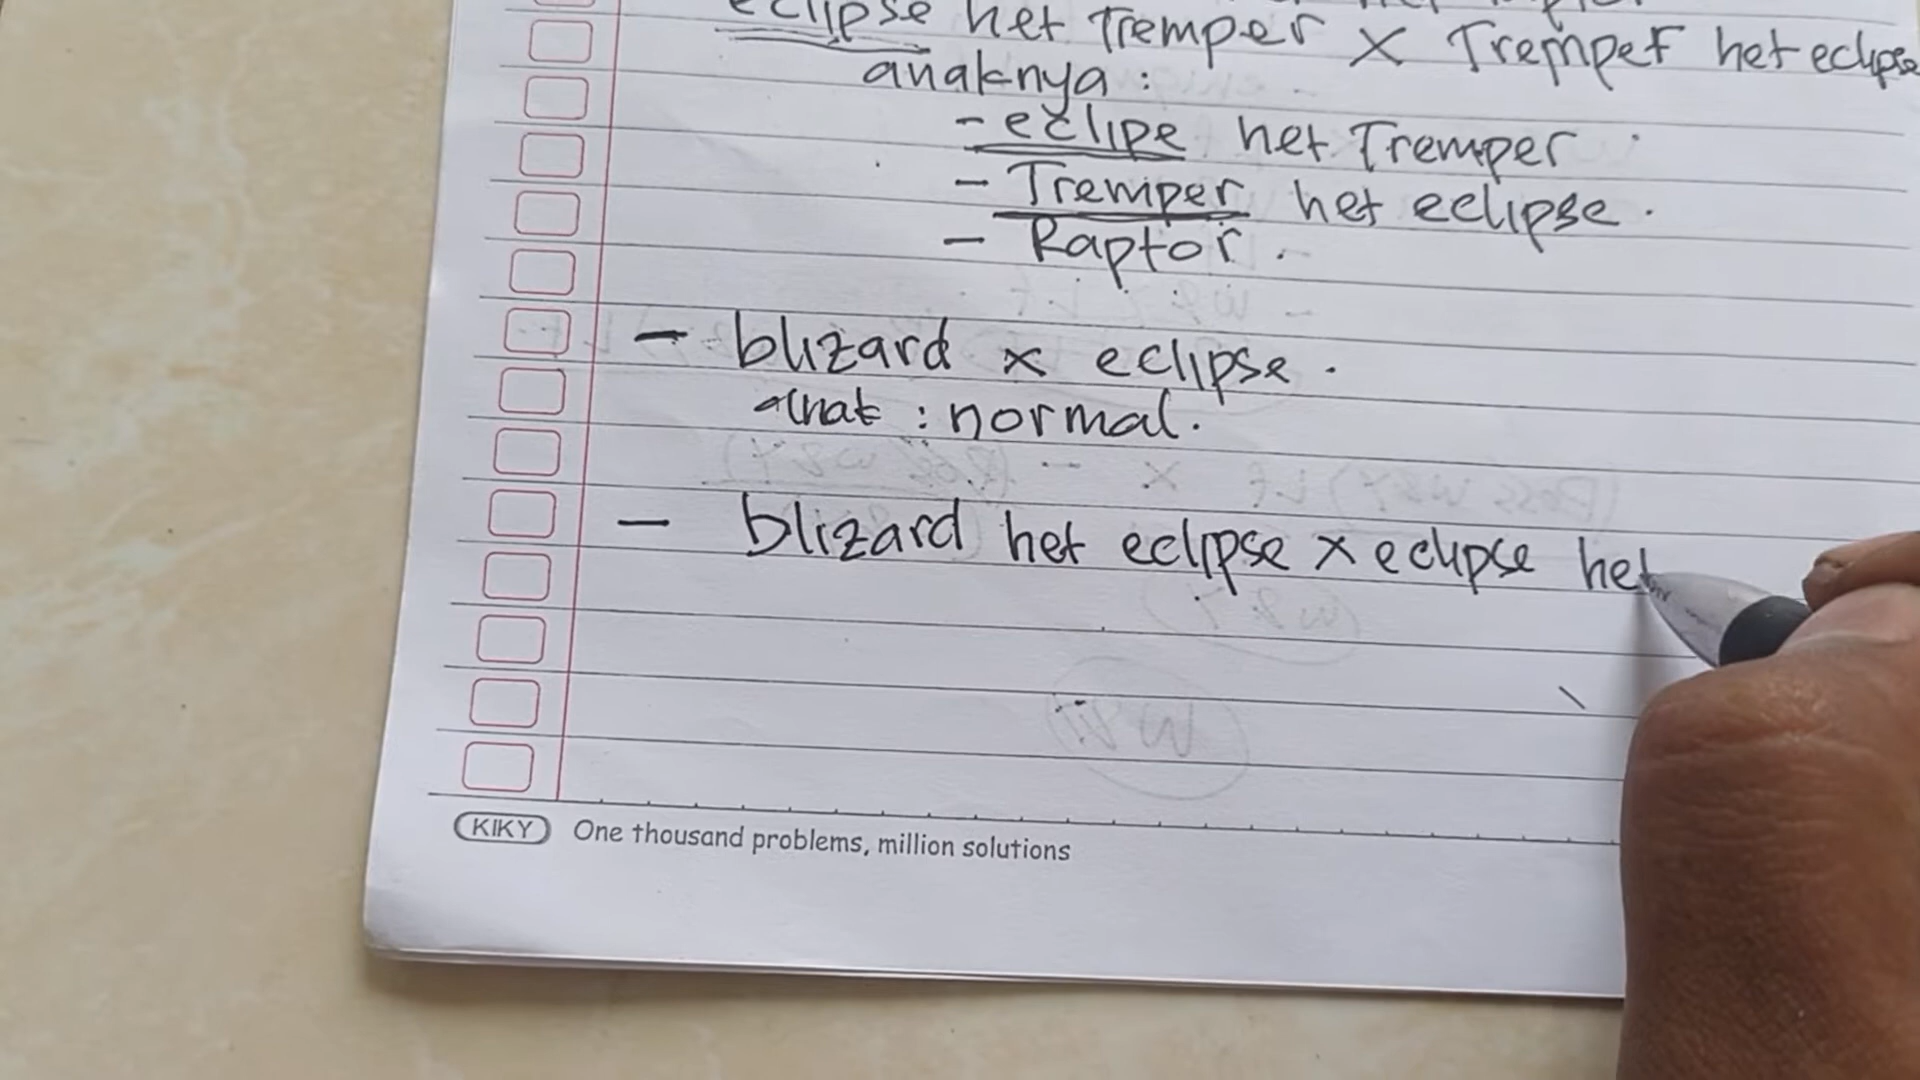 eclipse het Tremper x Tremper het eclipse
anaknya :
- eclipe het Tremper
- Tremper het eclipse .
- Raptor .
- blizard x eclipse .
anak : normal .
- blizard het eclipse x eclipse het
KIKY One thousand problems, million solutions